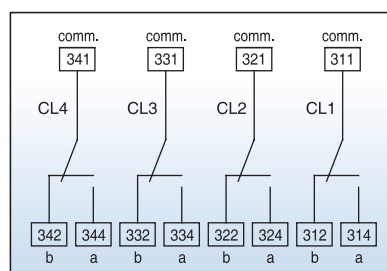 comm. comm. comm. comm.
341 331 321 311
CL4 CL3 CL2 CL1
342 344 332 334 322 324 312 314
b a b a b a b a